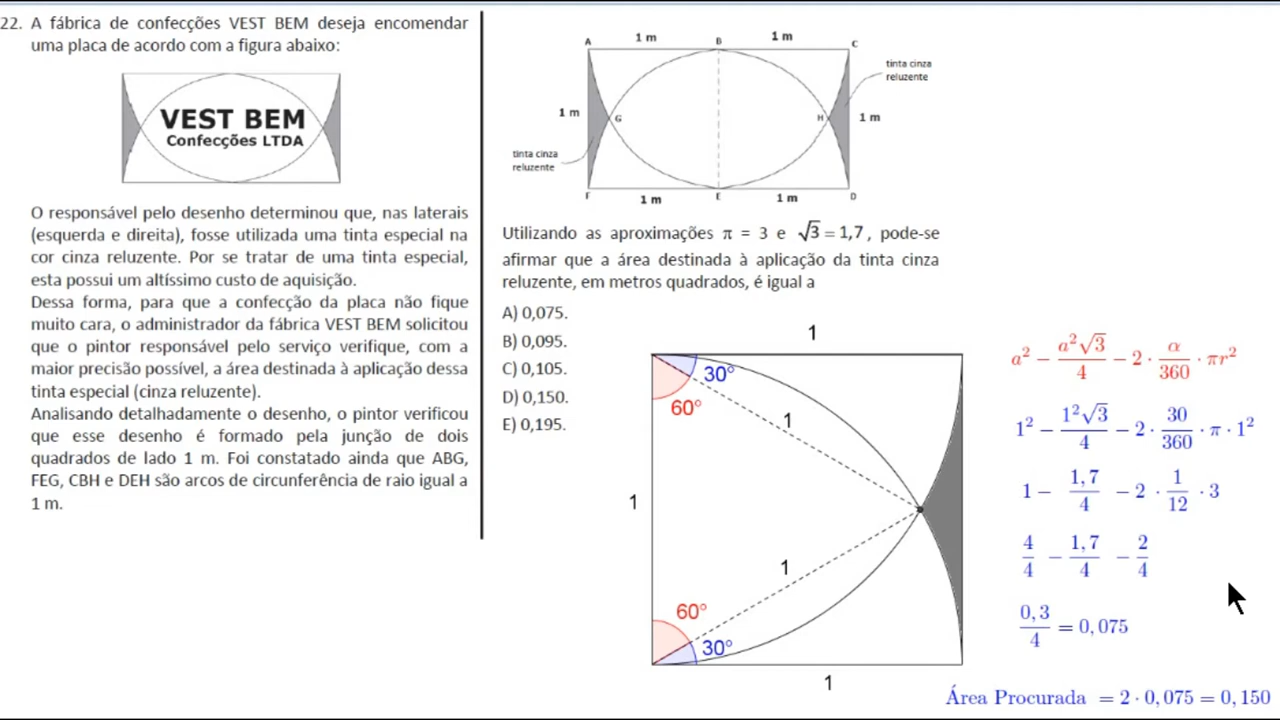 22. A fábrica de confecções VEST BEM deseja encomendar
uma placa de acordo com a figura abaixo:
VEST BEM
Confecções LTDA
O responsável pelo desenho determinou que, nas laterais
(esquerda e direita), fosse utilizada uma tinta especial na
cor cinza reluzente. Por se tratar de uma tinta especial,
esta possui um altíssimo custo de aquisição.
Dessa forma, para que a confecção da placa não fique
muito cara, o administrador da fábrica VEST BEM solicitou
que o pintor responsável pelo serviço verifique, com a
maior precisão possível, a área destinada à aplicação dessa
tinta especial (cinza reluzente).
Analisando detalhadamente o desenho, o pintor verificou
que esse desenho é formado pela junção de dois
quadrados de lado 1 m. Foi constatado ainda que ABG,
FEG, CBH e DEH são arcos de circunferência de raio igual a
1 m.
A 1 m B 1 m C
tinta cinza
reluzente
1 m G H 1 m
tinta cinza
reluzente
F 1 m E 1 m D
Utilizando as aproximações π = 3 e √3 = 1,7, pode-se
afirmar que a área destinada à aplicação da tinta cinza
reluzente, em metros quadrados, é igual a
A) 0,075.
B) 0,095.
C) 0,105.
D) 0,150.
E) 0,195.
1
30°
60°
1
1
1
60°
30°
1
a² − a²√3/4 − 2 · α/360 · πr²
1² − 1²√3/4 − 2 · 30/360 · π · 1²
1 − 1,7/4 − 2 · 1/12 · 3
4/4 − 1,7/4 − 2/4
0,3/4 = 0,075
Área Procurada = 2 · 0,075 = 0,150